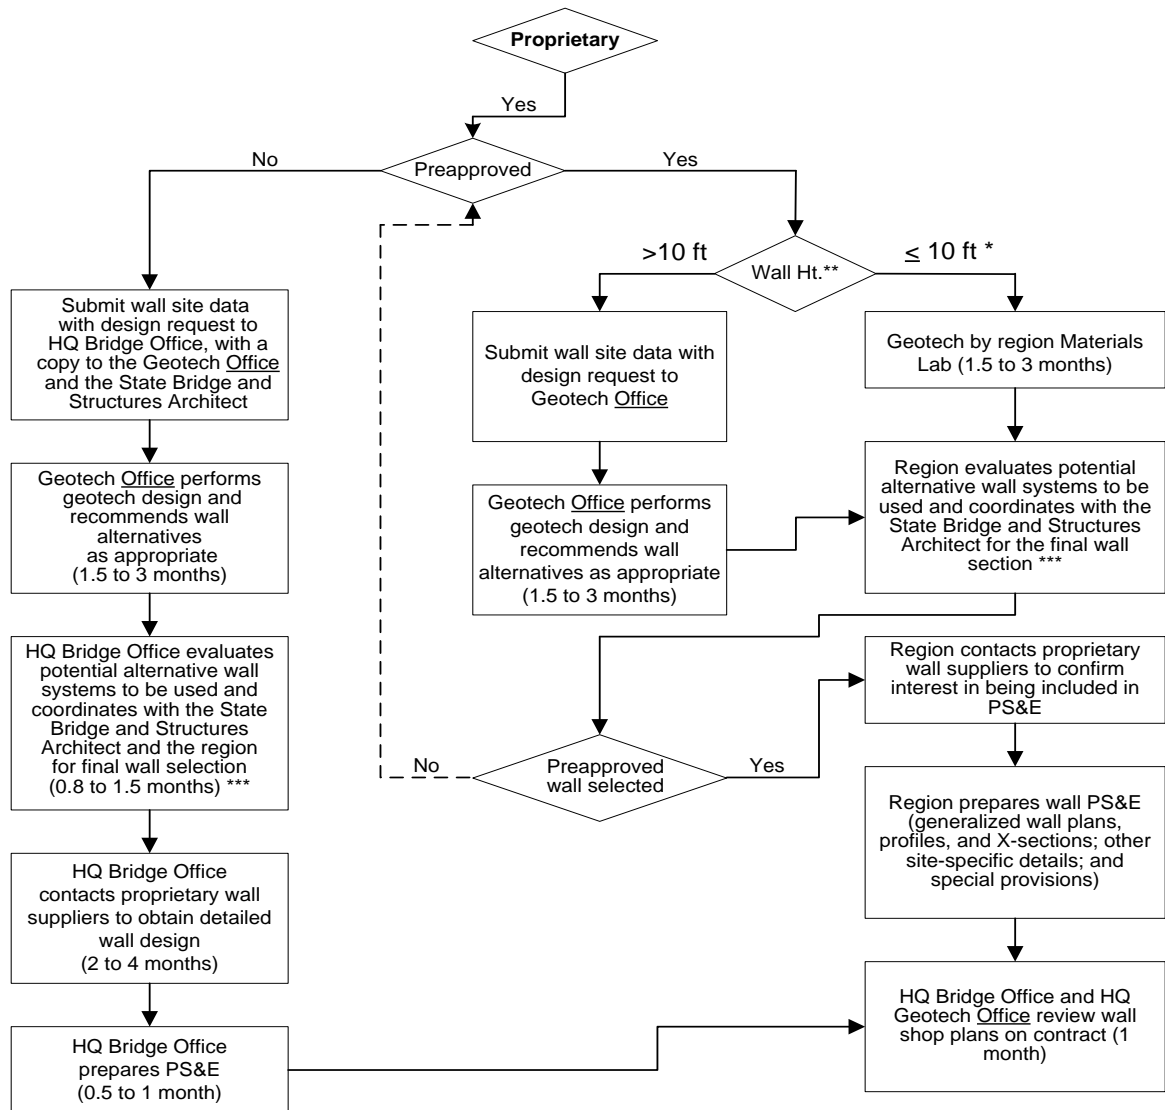 Proprietary
Yes
No
Preapproved
Yes
>10 ft
Wall Ht.**
≤ 10 ft *
Submit wall site data
with design request to
HQ Bridge Office, with a
copy to the Geotech Office
and the State Bridge and
Structures Architect
Submit wall site data with
design request to
Geotech Office
Geotech by region Materials
Lab (1.5 to 3 months)
Geotech Office performs
geotech design and
recommends wall
alternatives
as appropriate
(1.5 to 3 months)
Geotech Office performs
geotech design and
recommends wall
alternatives as appropriate
(1.5 to 3 months)
Region evaluates potential
alternative wall systems to be
used and coordinates with the
State Bridge and Structures
Architect for the final wall
section ***
HQ Bridge Office evaluates
potential alternative wall
systems to be used and
coordinates with the State
Bridge and Structures
Architect and the region
for final wall selection
(0.8 to 1.5 months) ***
Region contacts proprietary
wall suppliers to confirm
interest in being included in
PS&E
No
Preapproved
wall selected
Yes
Region prepares wall PS&E
(generalized wall plans,
profiles, and X-sections; other
site-specific details; and
special provisions)
HQ Bridge Office
contacts proprietary wall
suppliers to obtain detailed
wall design
(2 to 4 months)
HQ Bridge Office and HQ
Geotech Office review wall
shop plans on contract (1
month)
HQ Bridge Office
prepares PS&E
(0.5 to 1 month)